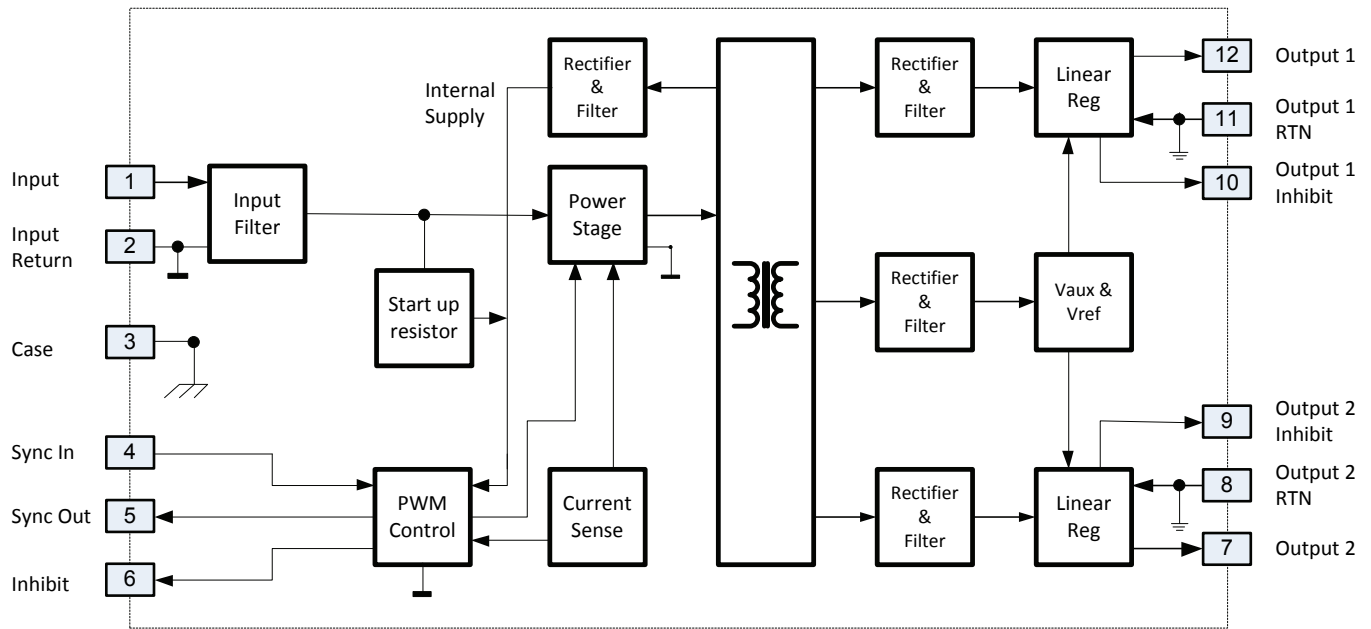 Rectifier
&
Filter
Rectifier
&
Filter
Linear
Reg
12
Output 1
Internal
Supply
11
Output 1
RTN
Input
1
Input
Filter
Power
Stage
10
Output 1
Inhibit
Input
Return
2
Start up
resistor
Rectifier
&
Filter
Vaux &
Vref
Case
3
9
Output 2
Inhibit
Sync In
4
PWM
Control
Current
Sense
Rectifier
&
Filter
Linear
Reg
8
Output 2
RTN
Sync Out
5
7
Output 2
Inhibit
6